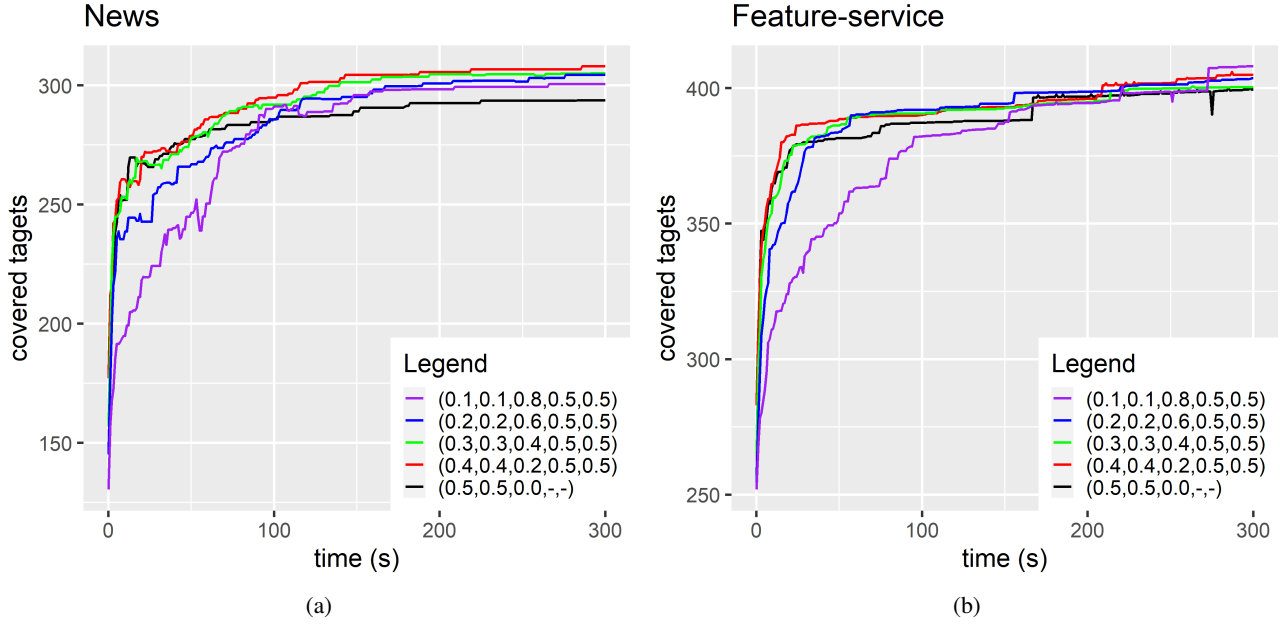 News
covered tagets
300
250
200
150
0
100
200
300
time (s)
Legend
(0.1,0.1,0.8,0.5,0.5)
(0.2,0.2,0.6,0.5,0.5)
(0.3,0.3,0.4,0.5,0.5)
(0.4,0.4,0.2,0.5,0.5)
(0.5,0.5,0.0,-,-)
(a)
Feature-service
covered tagets
400
350
300
250
0
100
200
300
time (s)
Legend
(0.1,0.1,0.8,0.5,0.5)
(0.2,0.2,0.6,0.5,0.5)
(0.3,0.3,0.4,0.5,0.5)
(0.4,0.4,0.2,0.5,0.5)
(0.5,0.5,0.0,-,-)
(b)